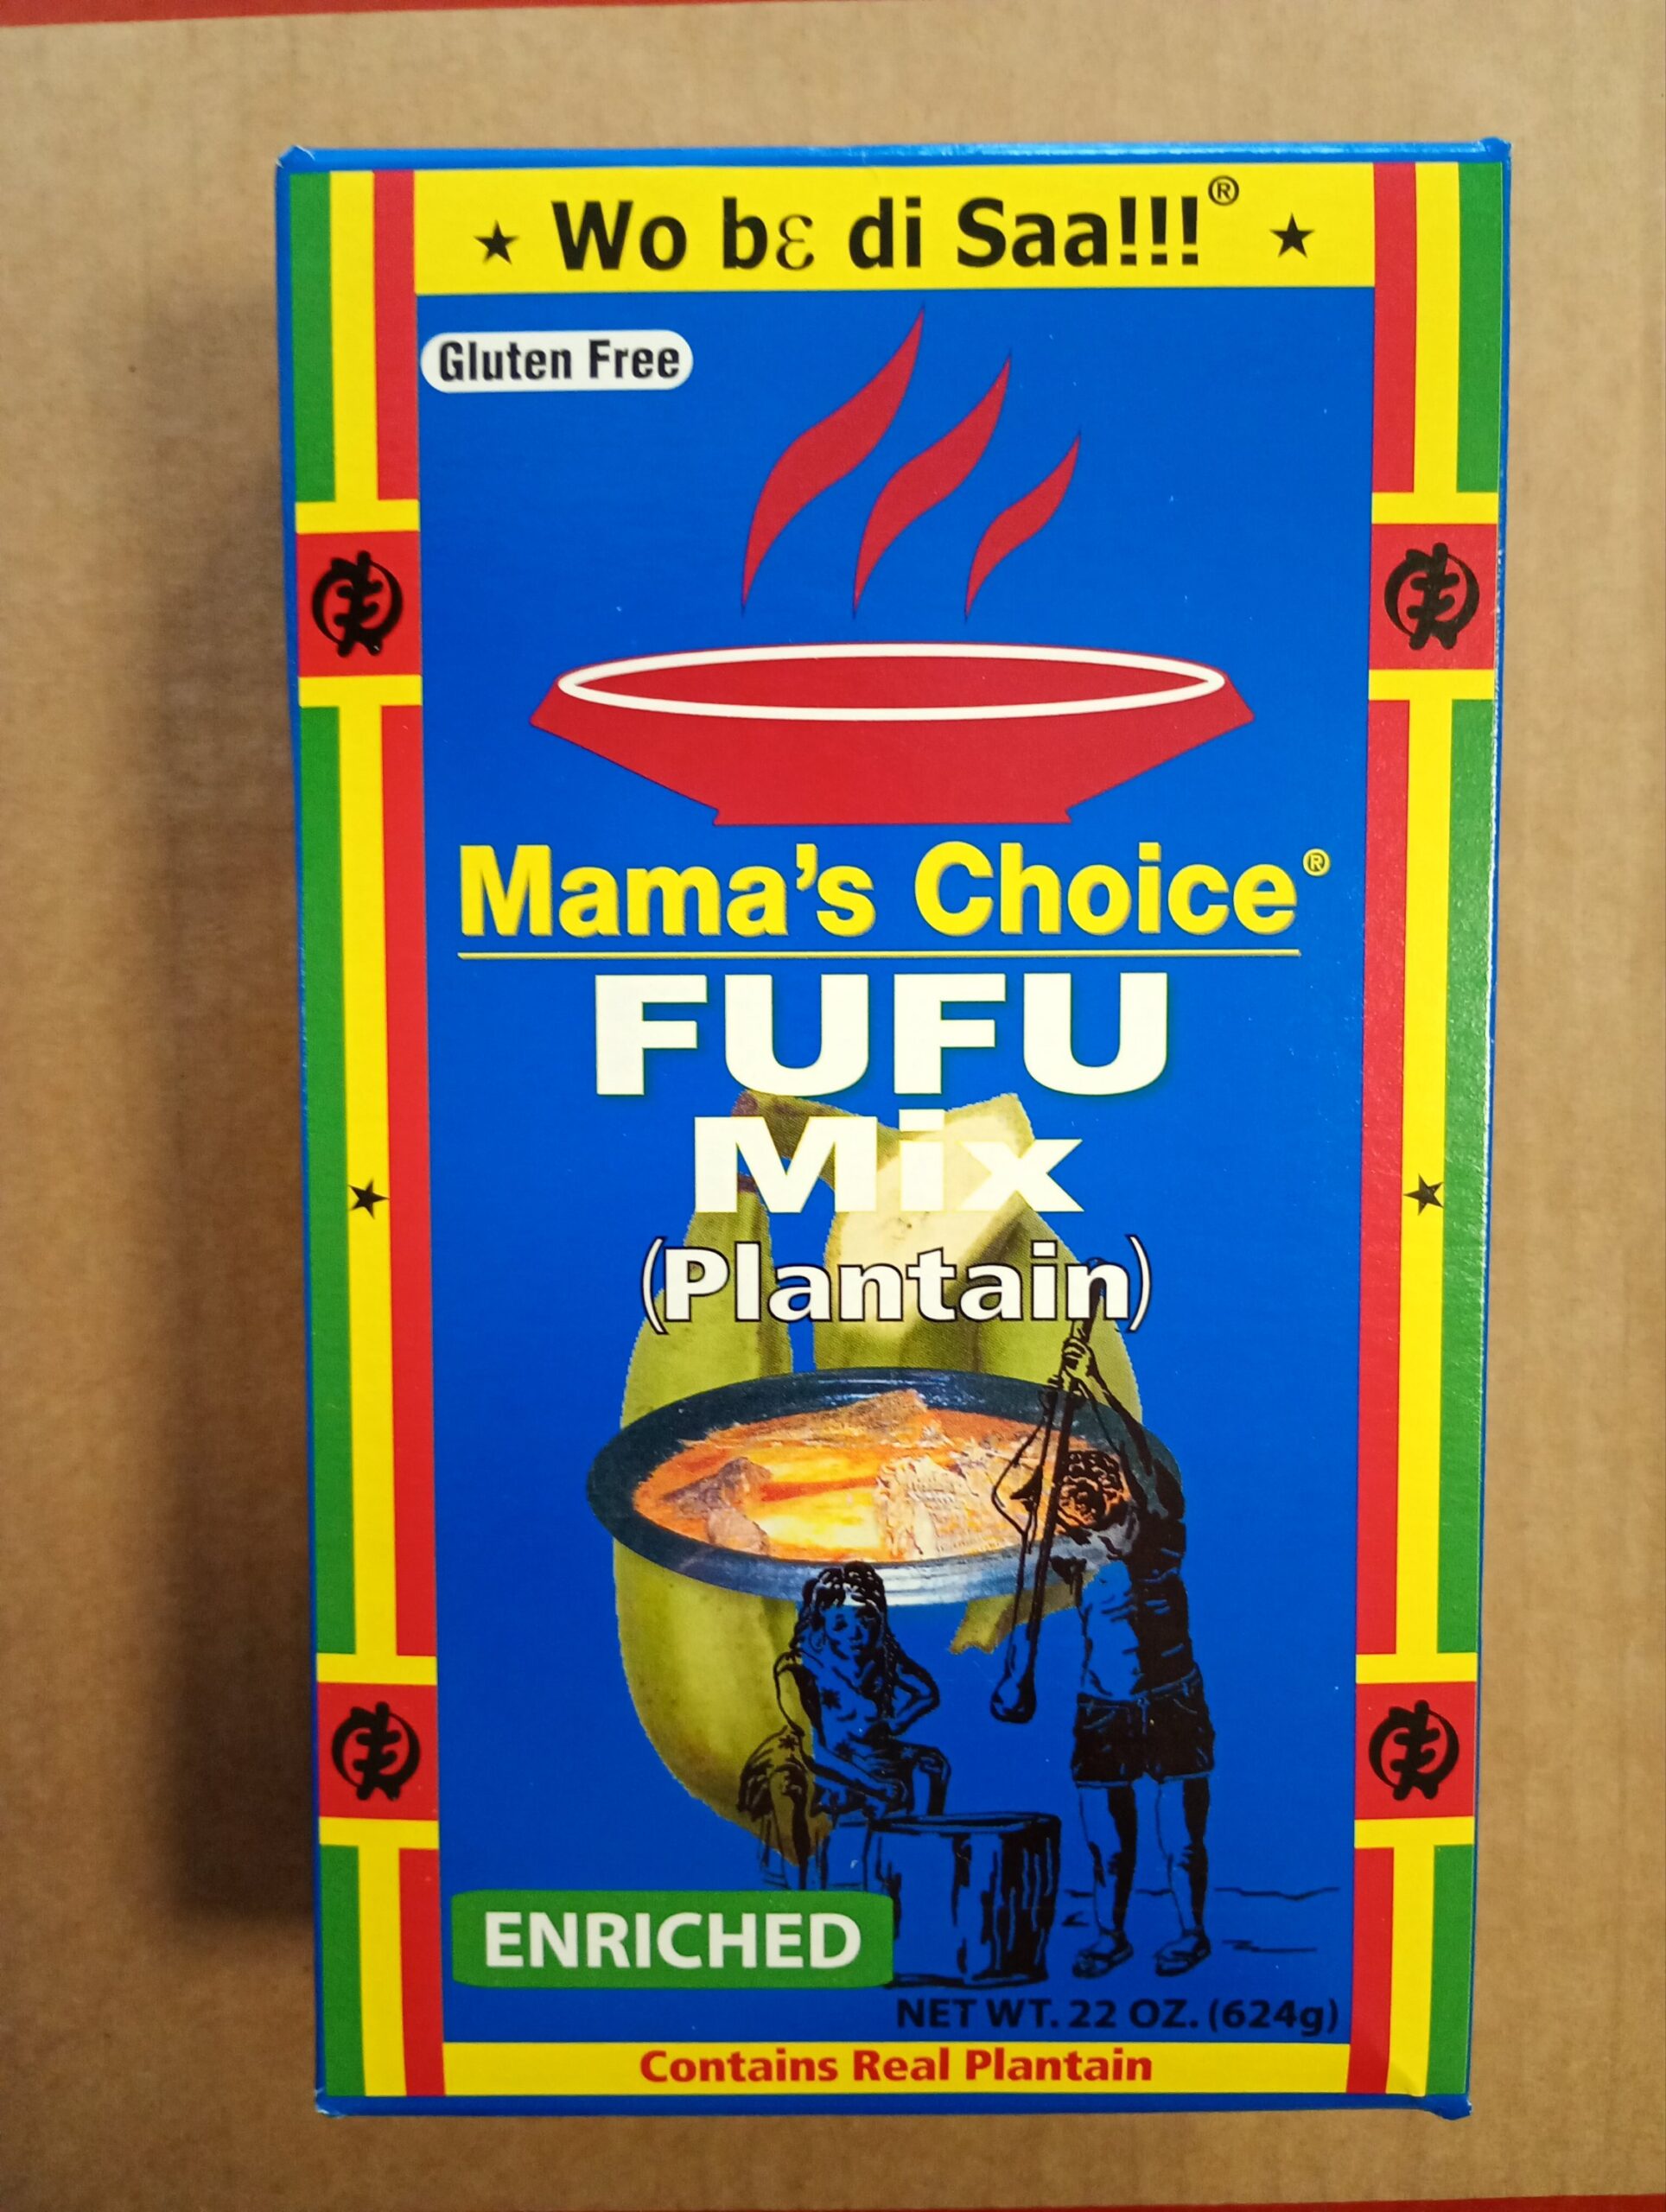 ★ Wo bɛ di Saa!!!® ★
Gluten Free
Mama's Choice®
FUFU
Mix
(Plantain)
ENRICHED
NET WT. 22 OZ. (624g)
Contains Real Plantain